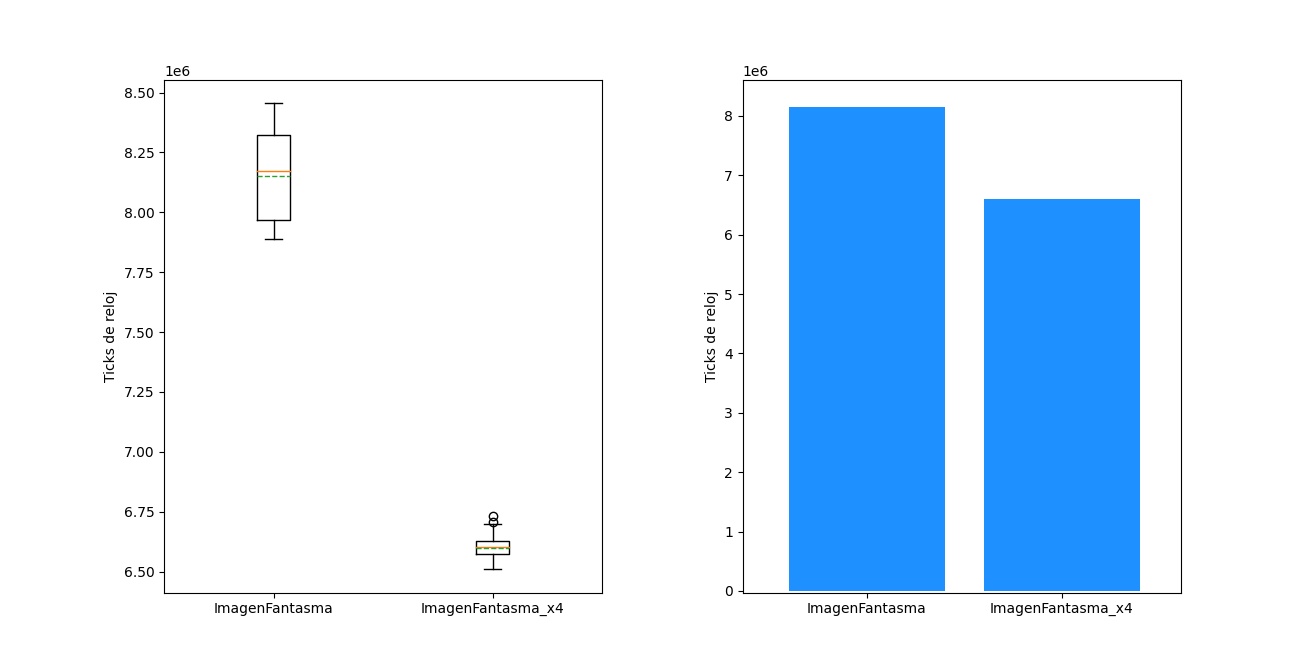 1e6
8.50
8.25
8.00
7.75
7.50
7.25
7.00
6.75
6.50
Ticks de reloj
ImagenFantasma
ImagenFantasma_x4
1e6
8
7
6
5
4
3
2
1
0
Ticks de reloj
ImagenFantasma
ImagenFantasma_x4